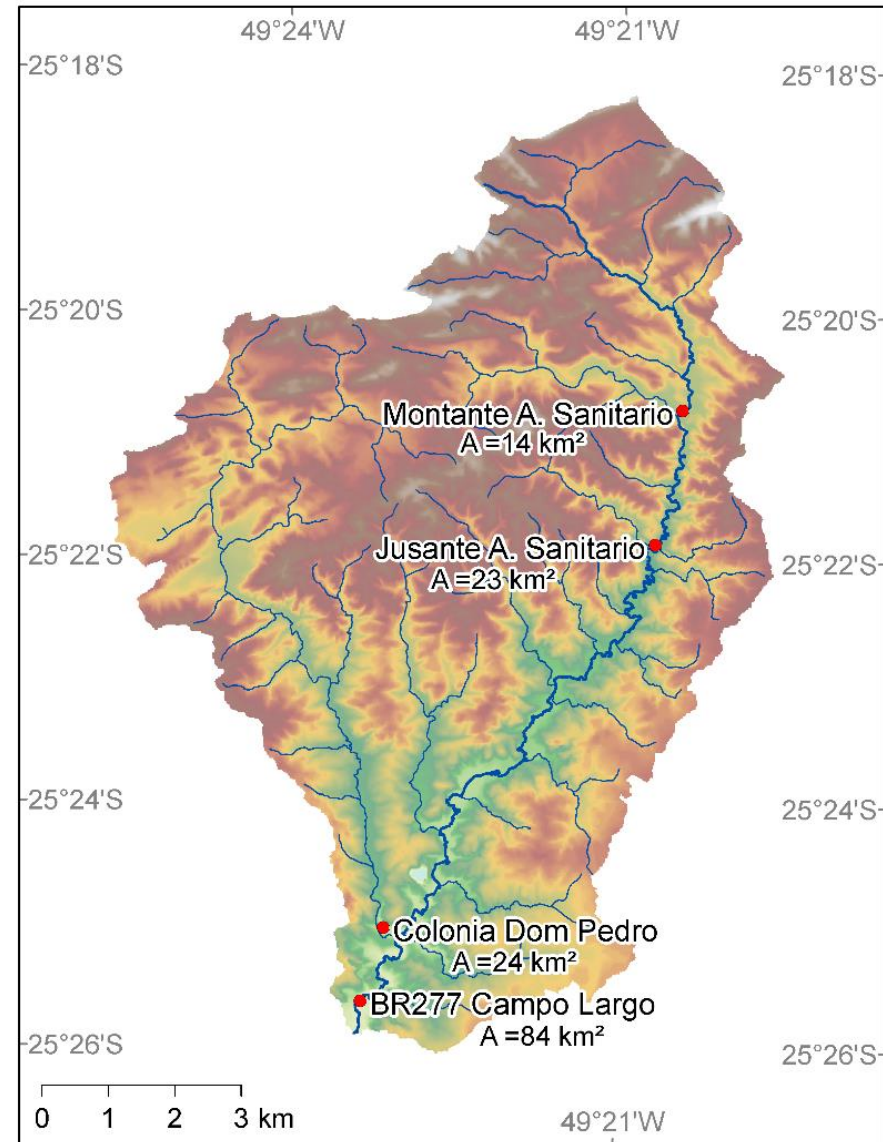 49°24'W 49°21'W
25°18'S 25°18'S
25°20'S 25°20'S
Montante A. Sanitario
A =14 km²
Jusante A. Sanitario
A =23 km²
25°22'S 25°22'S
25°24'S 25°24'S
Colonia Dom Pedro
A =24 km²
BR277 Campo Largo
A =84 km²
25°26'S 25°26'S
0 1 2 3 km
49°21'W